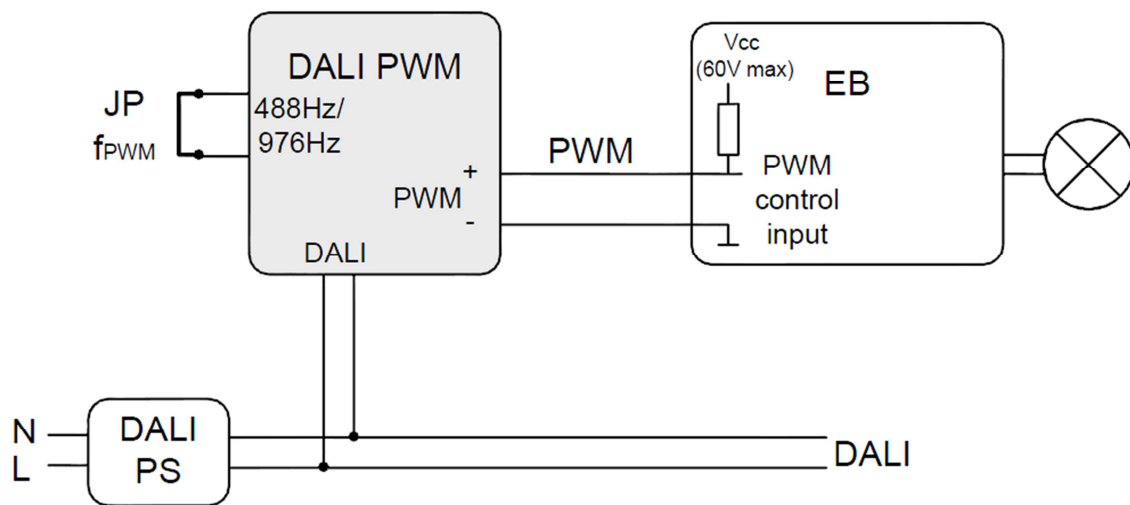 DALI PWM
JP
fPWM
488Hz/
976Hz
+
PWM
-
DALI
PWM
Vcc
(60V max)
EB
PWM
control
input
N
L
DALI
PS
DALI